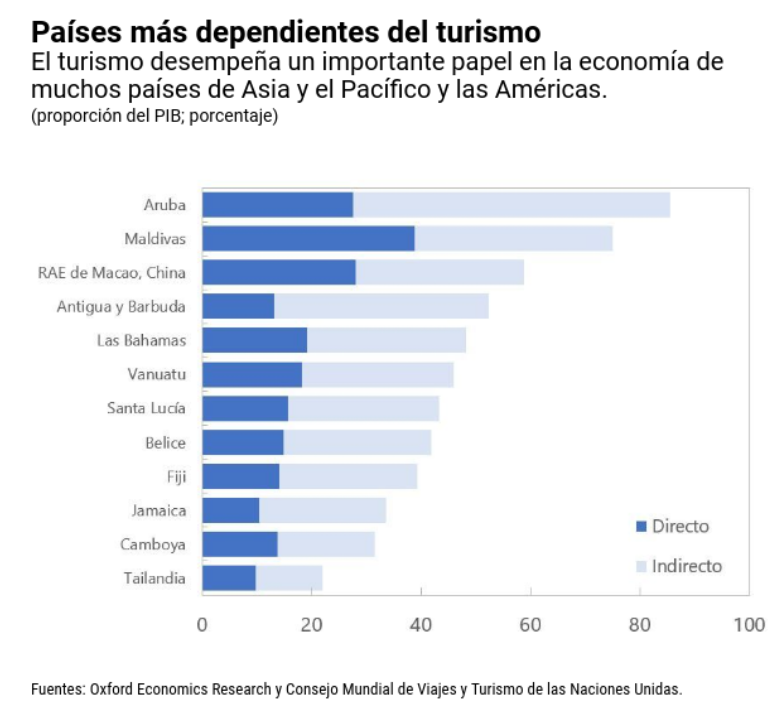 Países más dependientes del turismo
El turismo desempeña un importante papel en la economía de
muchos países de Asia y el Pacífico y las Américas.
(proporción del PIB; porcentaje)
Aruba
Maldivas
RAE de Macao, China
Antigua y Barbuda
Las Bahamas
Vanuatu
Santa Lucía
Belice
Fiji
Jamaica
Camboya
Tailandia
Directo
Indirecto
0 20 40 60 80 100
Fuentes: Oxford Economics Research y Consejo Mundial de Viajes y Turismo de las Naciones Unidas.